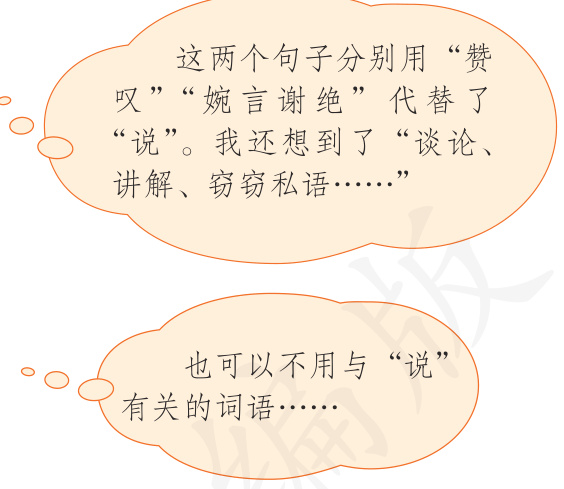 这两个句子分别用“赞
叹”“婉言谢绝”代替了
“说”。我还想到了“谈论、
讲解、窃窃私语……”
也可以不用与“说”
有关的词语……
编版